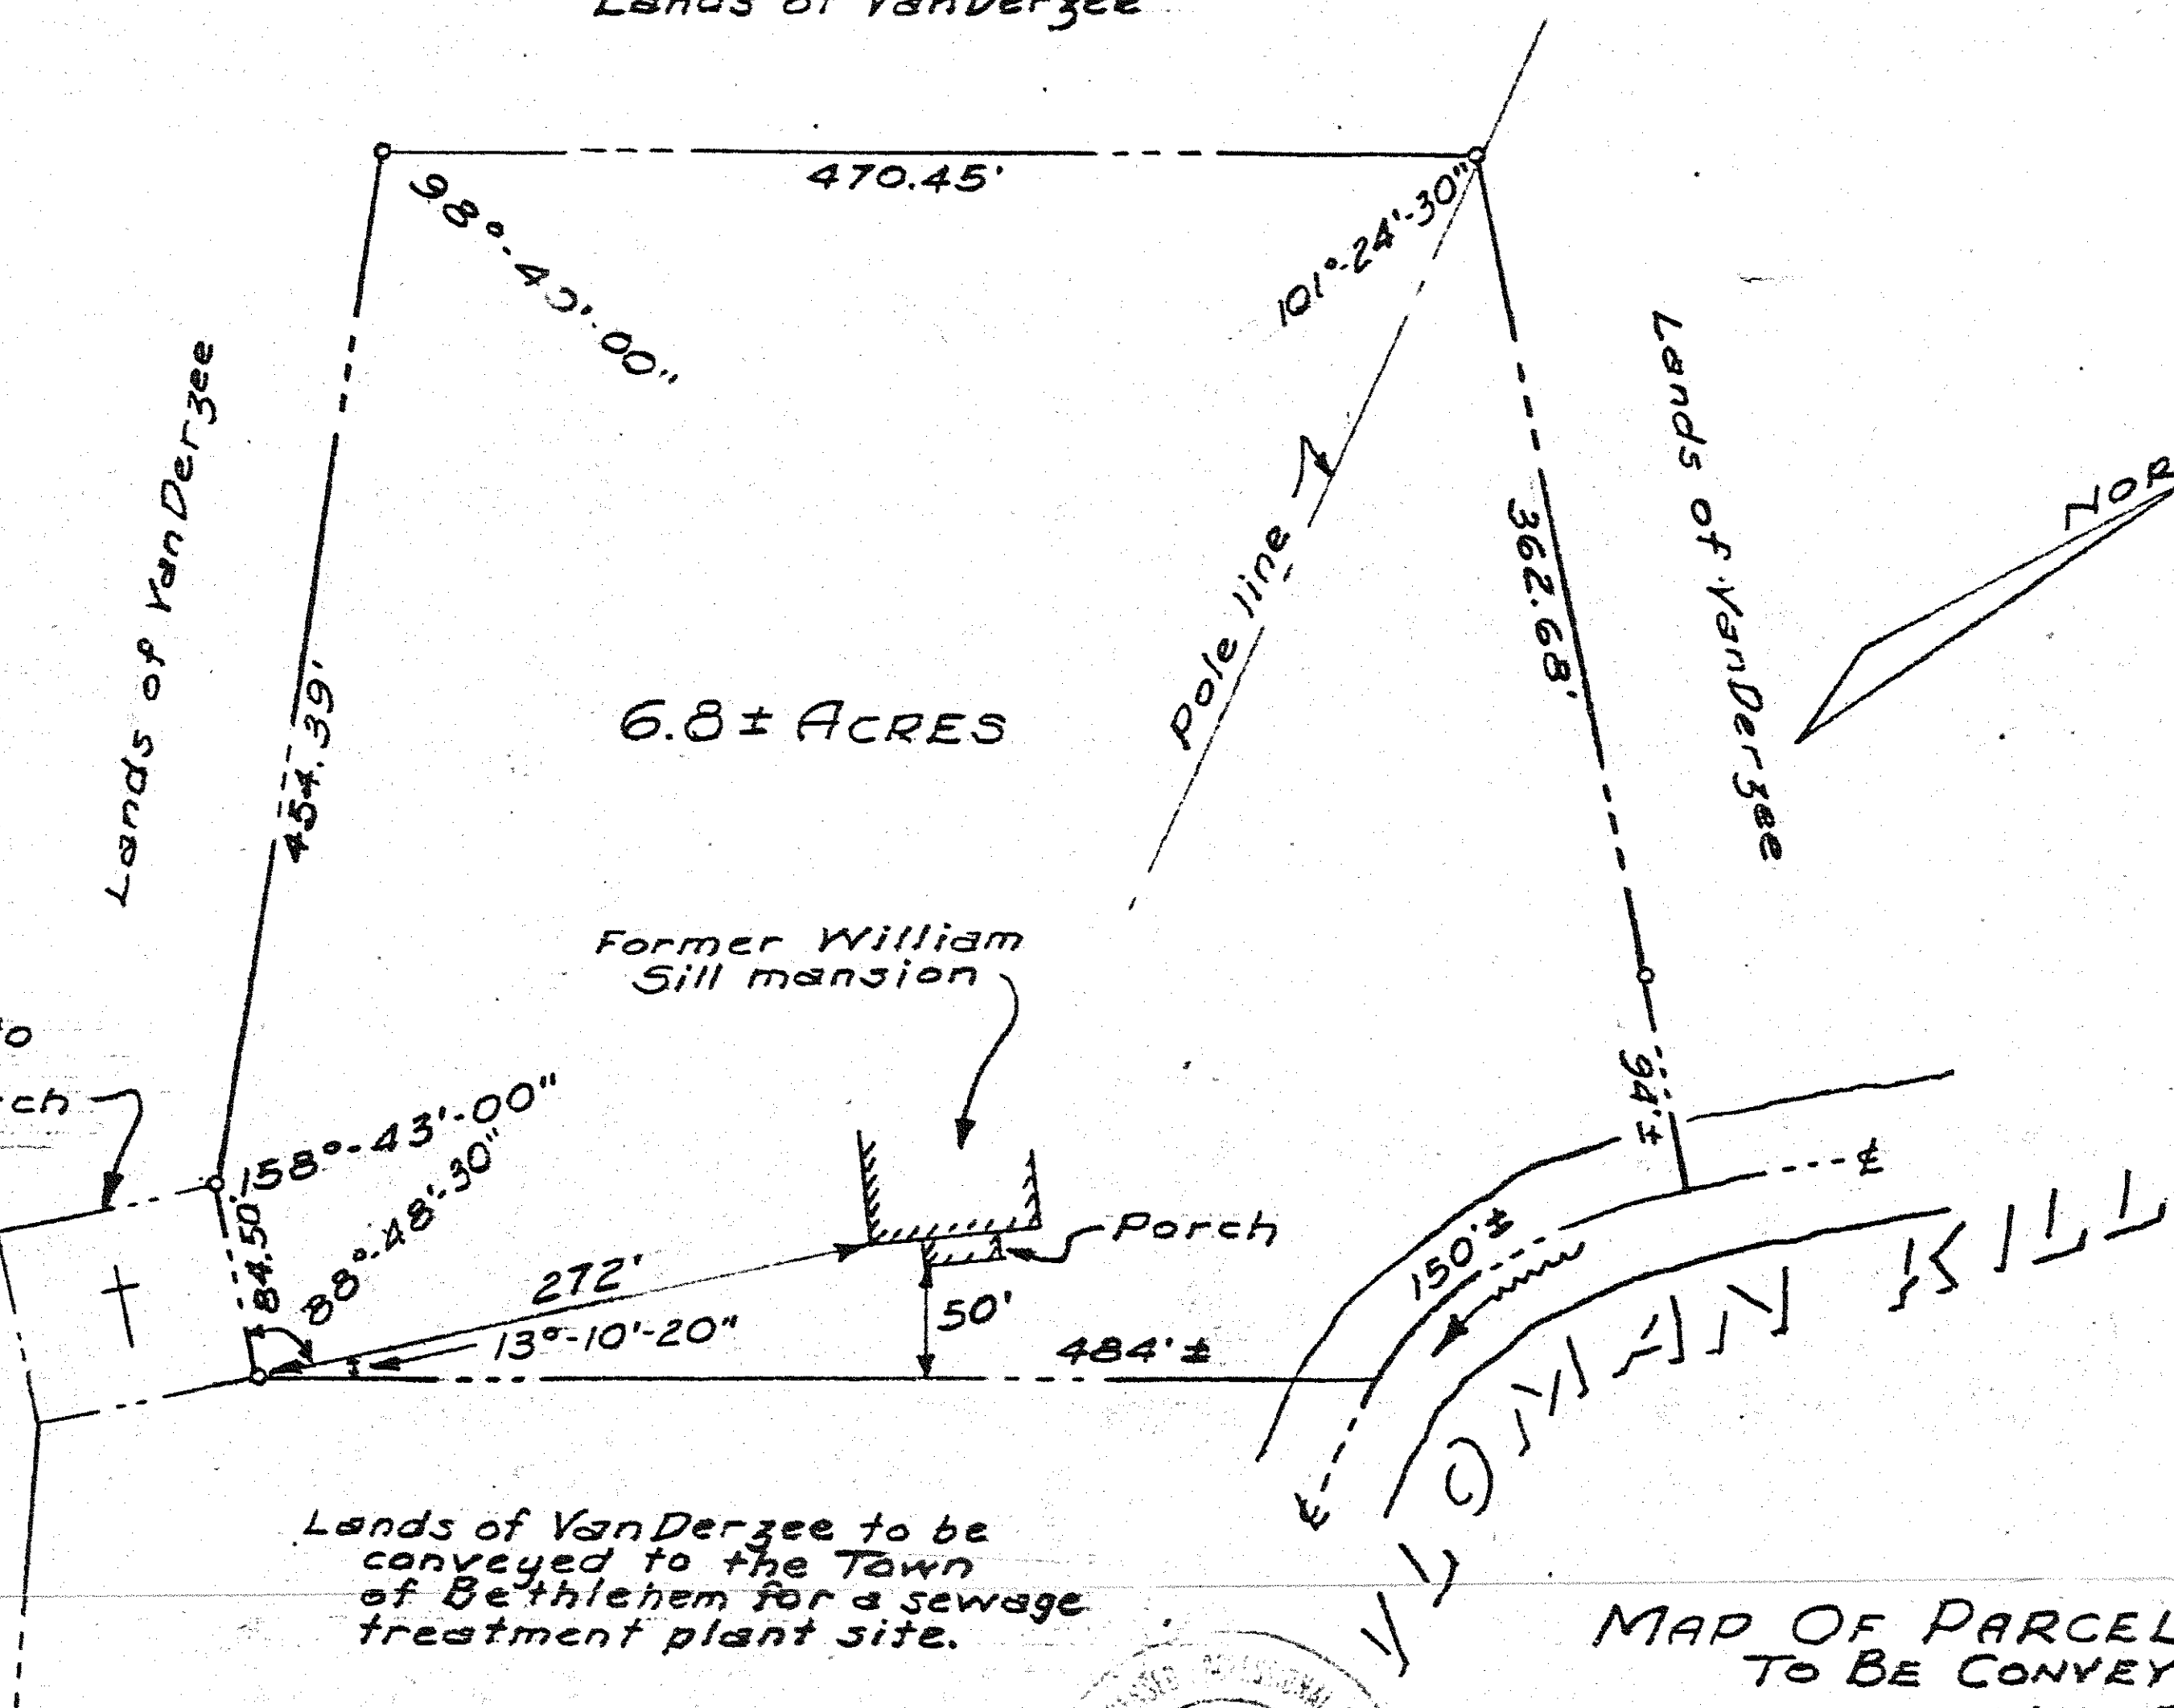 Lands of VanDerzee
470.45'
98°-40'-00"
101°-24'-30"
Lands of VanDerzee
454.39'
6.8 ± ACRES
Pole line
362.68'
Lands of VanDerzee
Former William
Sill mansion
94'±
158°-43'-00"
84.50'
88°-48'-30"
272'
13°-10'-20"
Porch
50'
484'±
150'±
℄
℄
Lands of VanDerzee to be
conveyed to the Town
of Bethlehem for a sewage
treatment plant site.
MAP OF PARCEL
TO BE CONVEY